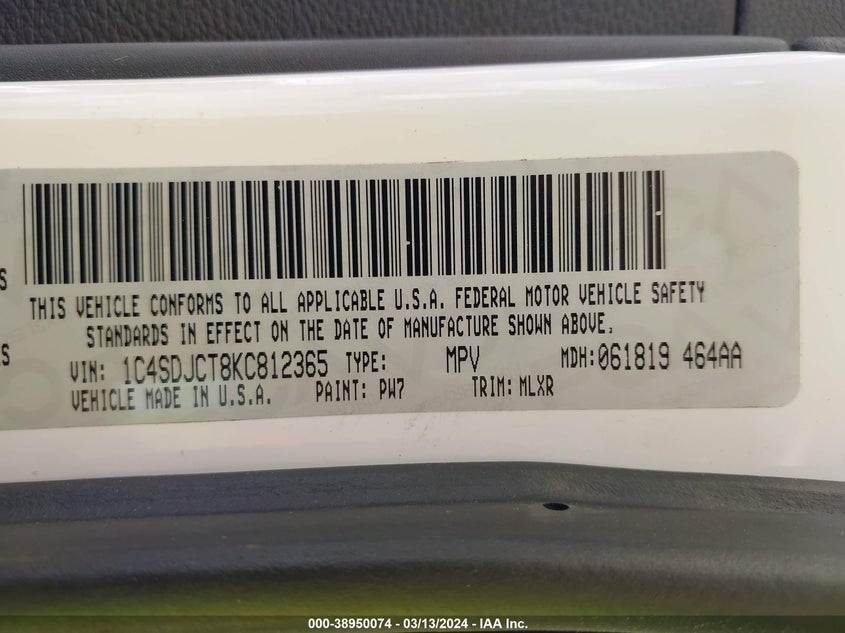 S
THIS VEHICLE CONFORMS TO ALL APPLICABLE U.S.A. FEDERAL MOTOR VEHICLE SAFETY
STANDARDS IN EFFECT ON THE DATE OF MANUFACTURE SHOWN ABOVE.
ES
VIN: 1C4SDJCT8KC812365 TYPE: MPV MDH:061819 464AA
VEHICLE MADE IN U.S.A. PAINT: PW7 TRIM: MLXR
000-38950074 - 03/13/2024 - IAA Inc.